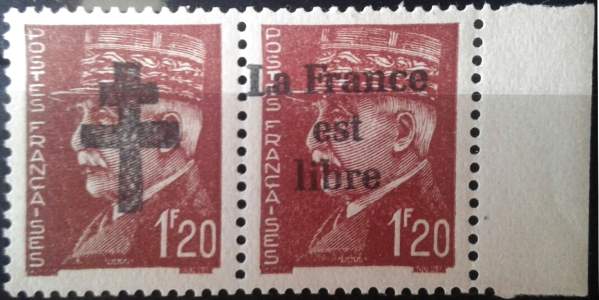 POSTES FRANÇAISES
1F20
POSTES FRANÇAISES
La France
est
libre
1F20